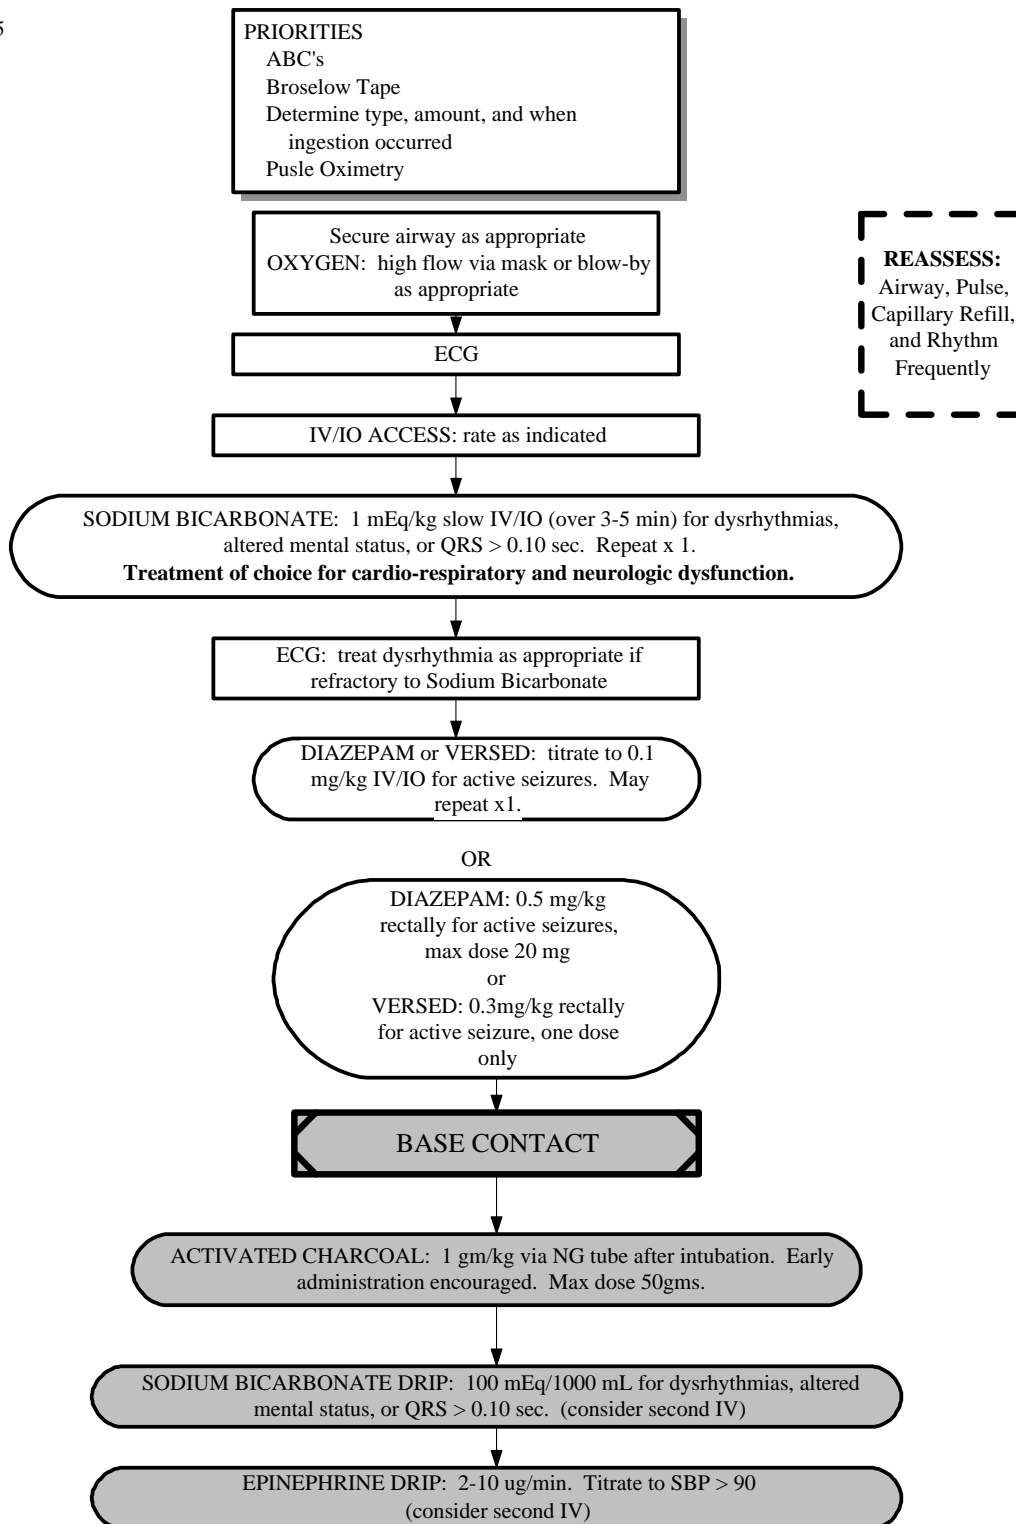 5
PRIORITIES
ABC's
Broselow Tape
Determine type, amount, and when
ingestion occurred
Pusle Oximetry
Secure airway as appropriate
OXYGEN:  high flow via mask or blow-by
as appropriate
REASSESS:
Airway, Pulse,
Capillary Refill,
and Rhythm
Frequently
ECG
IV/IO ACCESS: rate as indicated
SODIUM BICARBONATE:  1 mEq/kg slow IV/IO (over 3-5 min) for dysrhythmias,
altered mental status, or QRS > 0.10 sec.  Repeat x 1.
Treatment of choice for cardio-respiratory and neurologic dysfunction.
ECG:  treat dysrhythmia as appropriate if
refractory to Sodium Bicarbonate
DIAZEPAM or VERSED:  titrate to 0.1
mg/kg IV/IO for active seizures.  May
repeat x1.
OR
DIAZEPAM: 0.5 mg/kg
rectally for active seizures,
max dose 20 mg
or
VERSED: 0.3mg/kg rectally
for active seizure, one dose
only
BASE CONTACT
ACTIVATED CHARCOAL:  1 gm/kg via NG tube after intubation.  Early
administration encouraged.  Max dose 50gms.
SODIUM BICARBONATE DRIP:  100 mEq/1000 mL for dysrhythmias, altered
mental status, or QRS > 0.10 sec.  (consider second IV)
EPINEPHRINE DRIP:  2-10 ug/min.  Titrate to SBP > 90
(consider second IV)